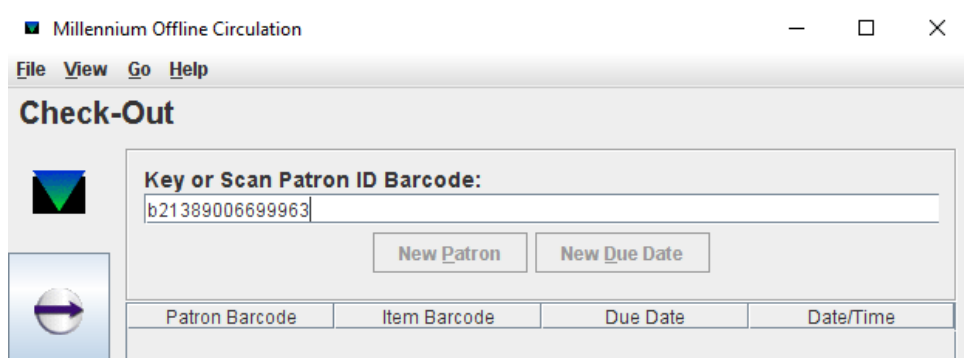 Millennium Offline Circulation
File View Go Help
Check-Out
Key or Scan Patron ID Barcode:
b21389006699963
New Patron New Due Date
Patron Barcode Item Barcode Due Date Date/Time